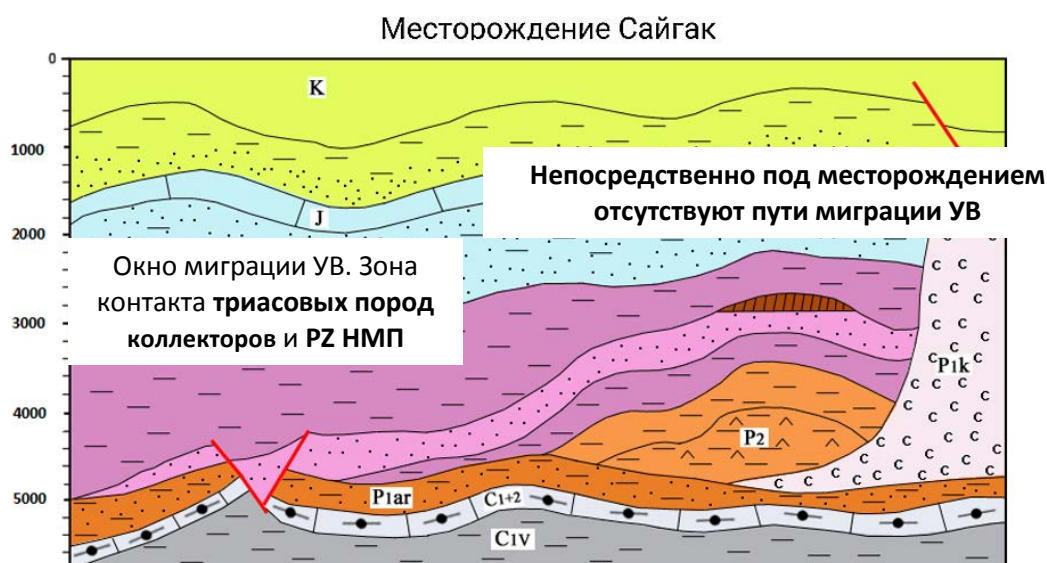 Месторождение Сайгак
0
K
1000
Непосредственно под месторождением
отсутствуют пути миграции УВ
J
2000
Окно миграции УВ. Зона
контакта триасовых пород
коллекторов и PZ НМП
3000
P1k
4000
P2
5000
P1ar
C1+2
C1V
c c c c c c c c c c c c c c c c c c c c c c c c c c c c c c c c c c c c c c c